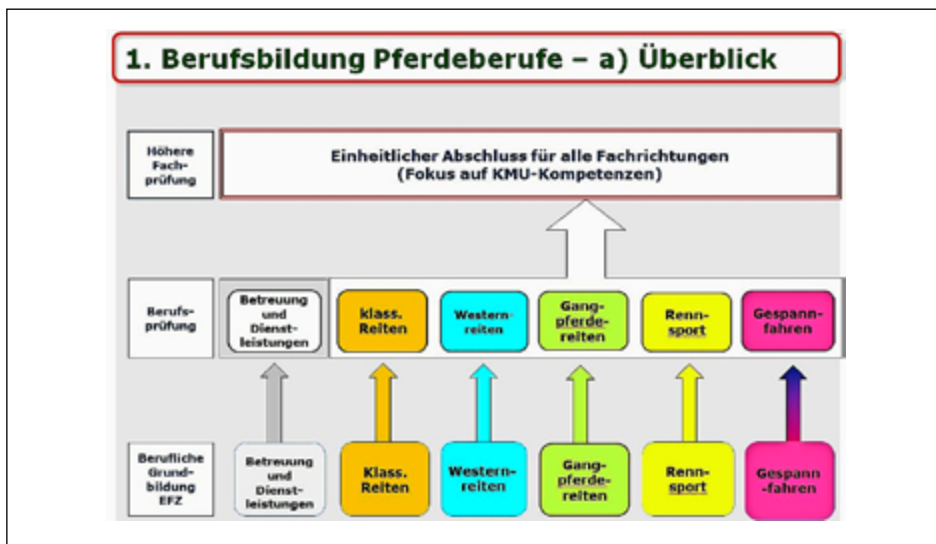 1. Berufsbildung Pferdeberufe – a) Überblick
Höhere
Fach-
prüfung
Einheitlicher Abschluss für alle Fachrichtungen
(Fokus auf KMU-Kompetenzen)
Berufs-
prüfung
Betreuung
und
Dienst-
leistungen
klass.
Reiten
Western-
reiten
Gang-
pferde-
reiten
Renn-
sport
Gespann-
fahren
Berufliche
Grund-
bildung
EFZ
Betreuung
und
Dienst-
leistungen
Klass.
Reiten
Western-
reiten
Gang-
pferde-
reiten
Renn-
sport
Gespann
-fahren